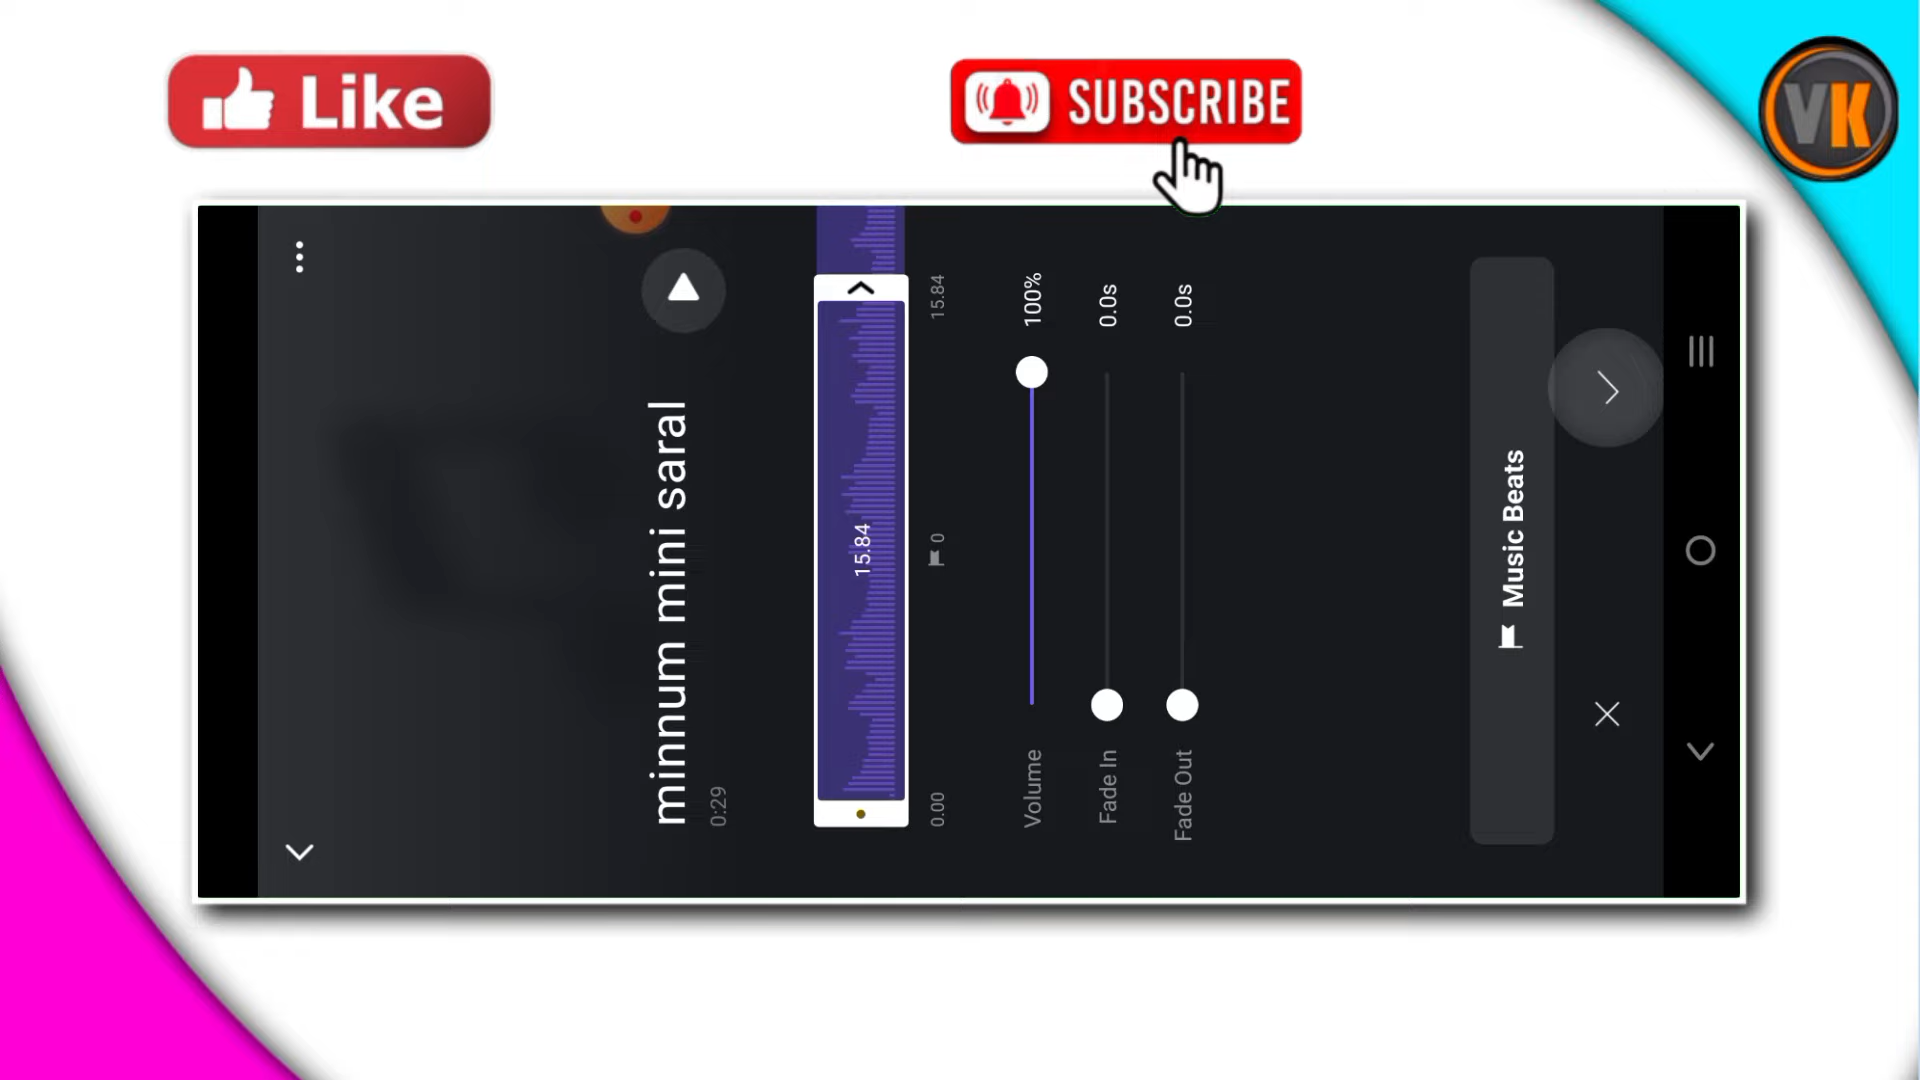 Like
SUBSCRIBE
VK
minnum mini saral
0:29
15.84
0.00
0
15.84
Volume
100%
Fade In
0.0s
Fade Out
0.0s
Music Beats